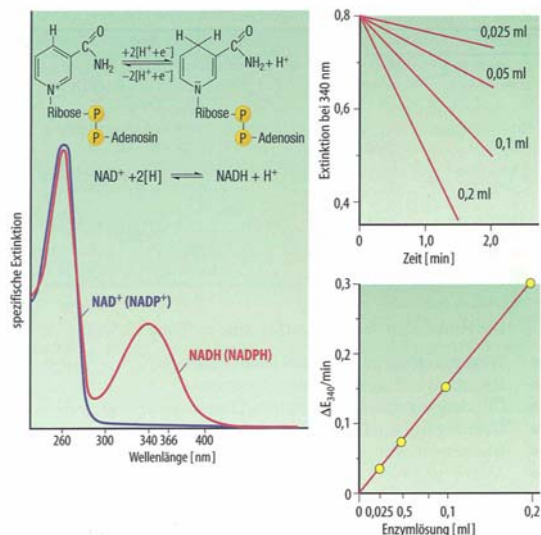 H
O
NH₂
N⁺
Ribose
P
P
Adenosin
+2[H⁺+e⁻]
−2[H⁺+e⁻]
H H
O
NH₂
+ H⁺
N
Ribose
P
P
Adenosin
NAD⁺ +2[H] ⇌ NADH + H⁺
spezifische Extinktion
NAD⁺ (NADP⁺)
NADH (NADPH)
260 300 340 366 400
Wellenlänge [nm]
Extinktion bei 340 nm
0,8
0,6
0,4
0,025 ml
0,05 ml
0,1 ml
0,2 ml
0 1,0 2,0
Zeit [min]
ΔE₃₄₀/min
0,3
0,2
0,1
0
0 0,025 0,5 0,1 0,2
Enzymlösung [ml]